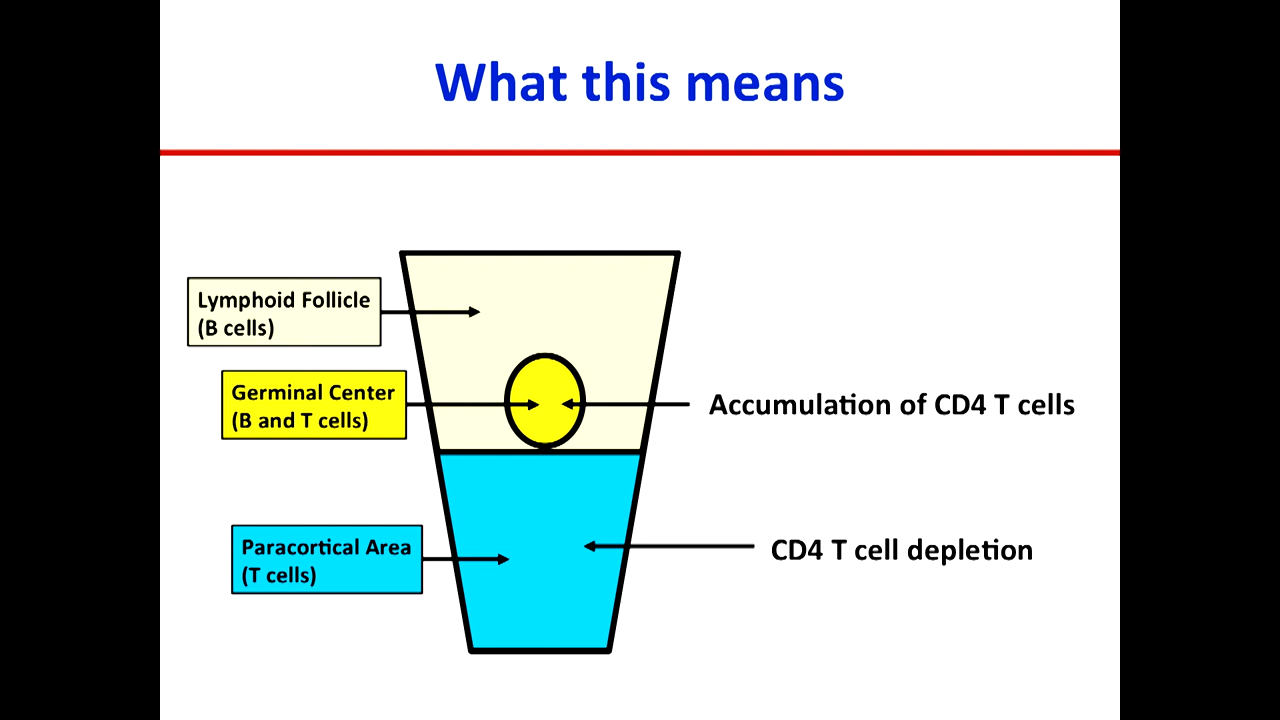 What this means
Lymphoid Follicle
(B cells)
Germinal Center
(B and T cells)
Accumulation of CD4 T cells
Paracortical Area
(T cells)
CD4 T cell depletion